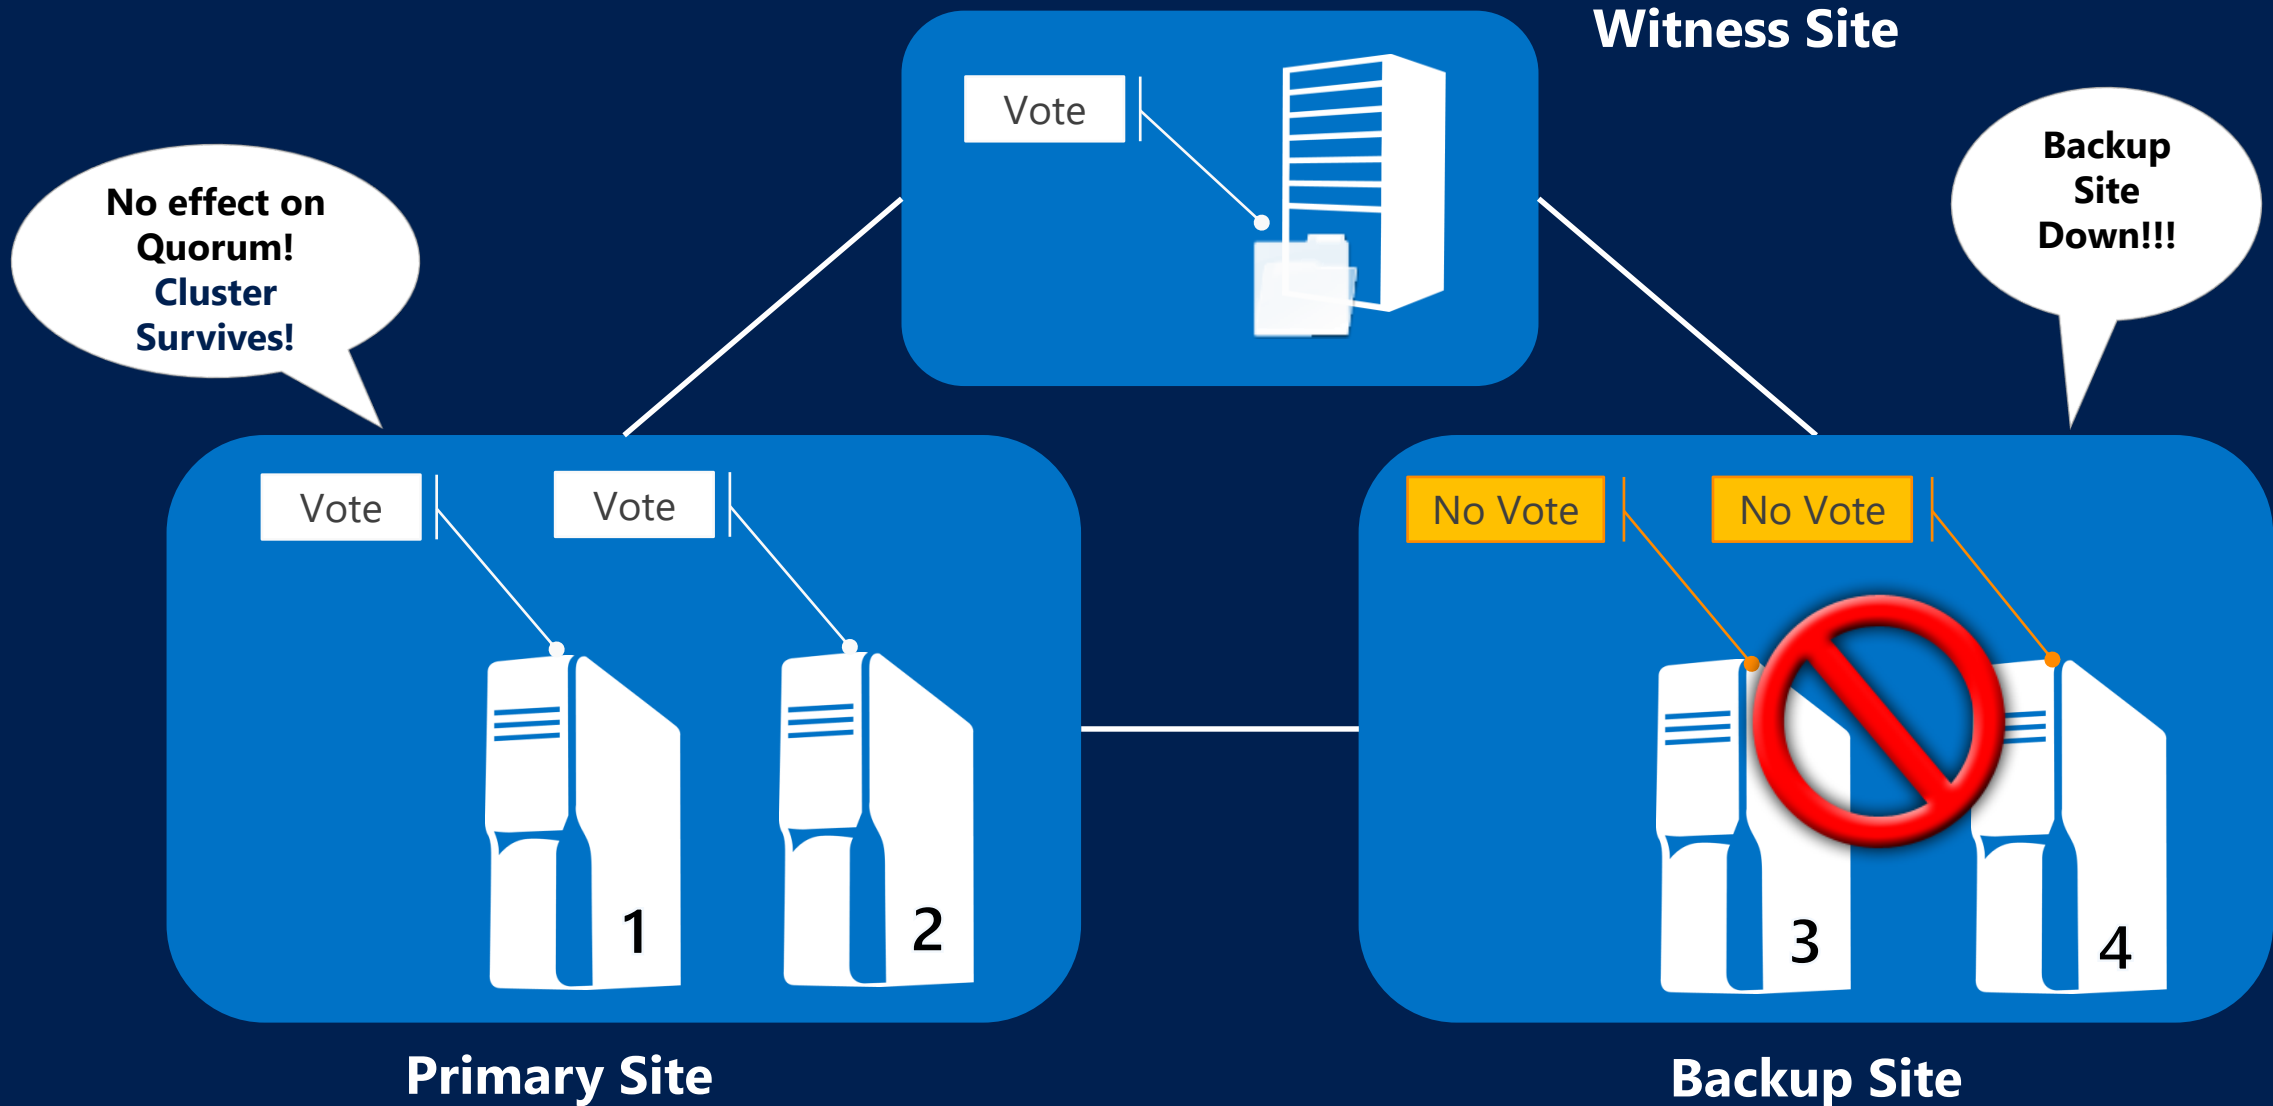 Witness Site
Vote
No effect on
Quorum!
Cluster
Survives!
Backup
Site
Down!!!
Vote
Vote
No Vote
No Vote
1
2
3
4
Primary Site
Backup Site